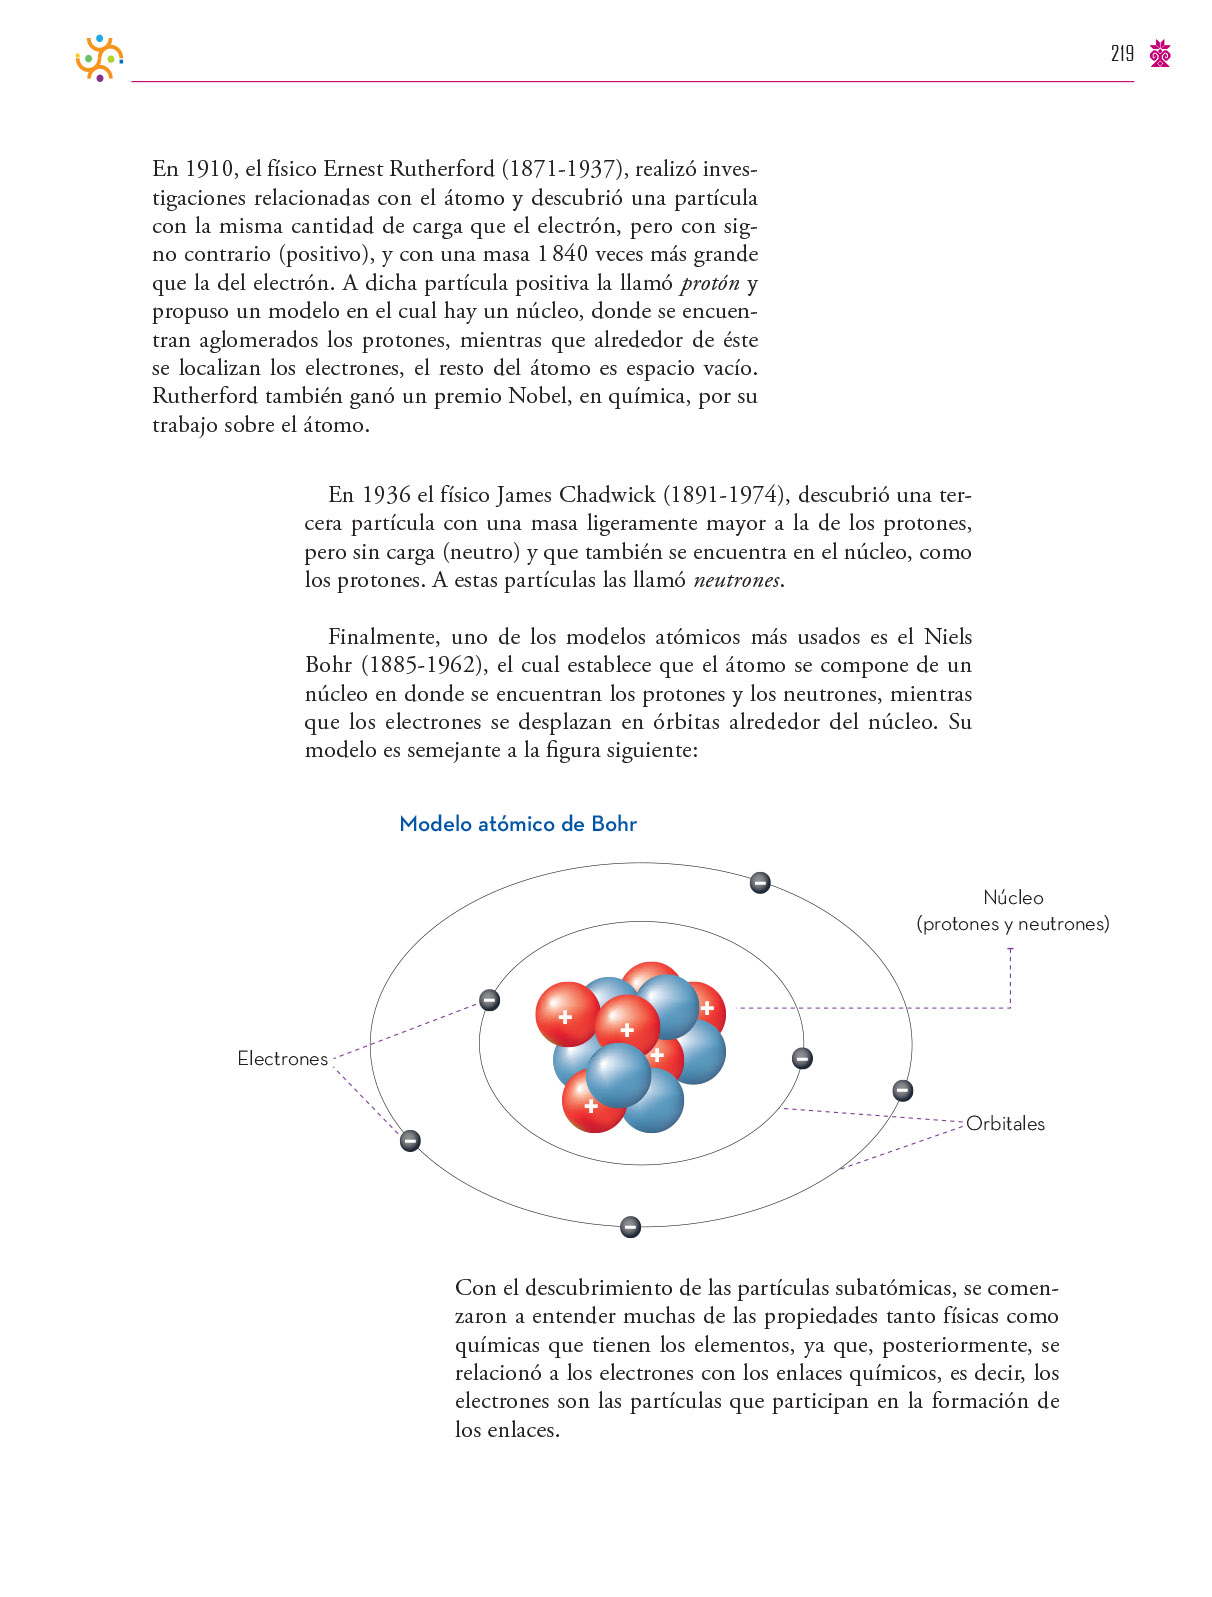 219
En 1910, el físico Ernest Rutherford (1871-1937), realizó inves-
tigaciones relacionadas con el átomo y descubrió una partícula
con la misma cantidad de carga que el electrón, pero con sig-
no contrario (positivo), y con una masa 1 840 veces más grande
que la del electrón. A dicha partícula positiva la llamó protón y
propuso un modelo en el cual hay un núcleo, donde se encuen-
tran aglomerados los protones, mientras que alrededor de éste
se localizan los electrones, el resto del átomo es espacio vacío.
Rutherford también ganó un premio Nobel, en química, por su
trabajo sobre el átomo.
En 1936 el físico James Chadwick (1891-1974), descubrió una ter-
cera partícula con una masa ligeramente mayor a la de los protones,
pero sin carga (neutro) y que también se encuentra en el núcleo, como
los protones. A estas partículas las llamó neutrones.
Finalmente, uno de los modelos atómicos más usados es el Niels
Bohr (1885-1962), el cual establece que el átomo se compone de un
núcleo en donde se encuentran los protones y los neutrones, mientras
que los electrones se desplazan en órbitas alrededor del núcleo. Su
modelo es semejante a la figura siguiente:
Modelo atómico de Bohr
Núcleo
(protones y neutrones)
Electrones
Orbitales
Con el descubrimiento de las partículas subatómicas, se comen-
zaron a entender muchas de las propiedades tanto físicas como
químicas que tienen los elementos, ya que, posteriormente, se
relacionó a los electrones con los enlaces químicos, es decir, los
electrones son las partículas que participan en la formación de
los enlaces.